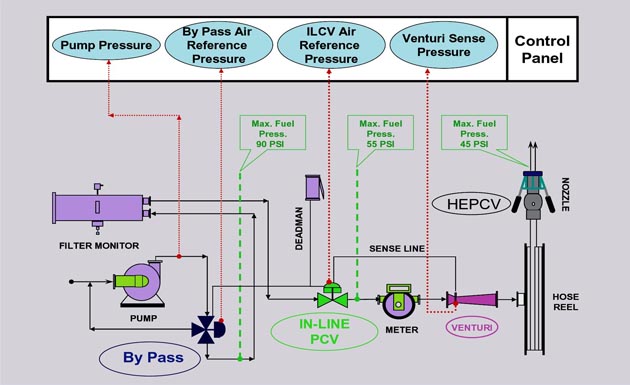 Pump Pressure
By Pass Air
Reference
Pressure
ILCV Air
Reference
Pressure
Venturi Sense
Pressure
Control
Panel
Max. Fuel
Press.
90 PSI
Max. Fuel
Press.
55 PSI
Max. Fuel
Press.
45 PSI
NOZZLE
HEPCV
DEADMAN
FILTER MONITOR
SENSE LINE
PUMP
By Pass
IN-LINE
PCV
METER
VENTURI
HOSE
REEL